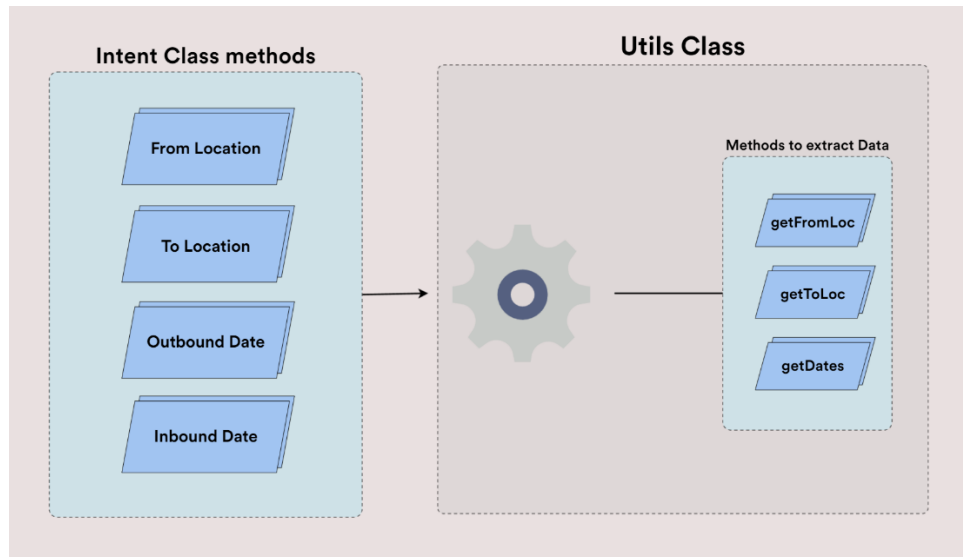 Intent Class methods
From Location
To Location
Outbound Date
Inbound Date
Utils Class
Methods to extract Data
getFromLoc
getToLoc
getDates